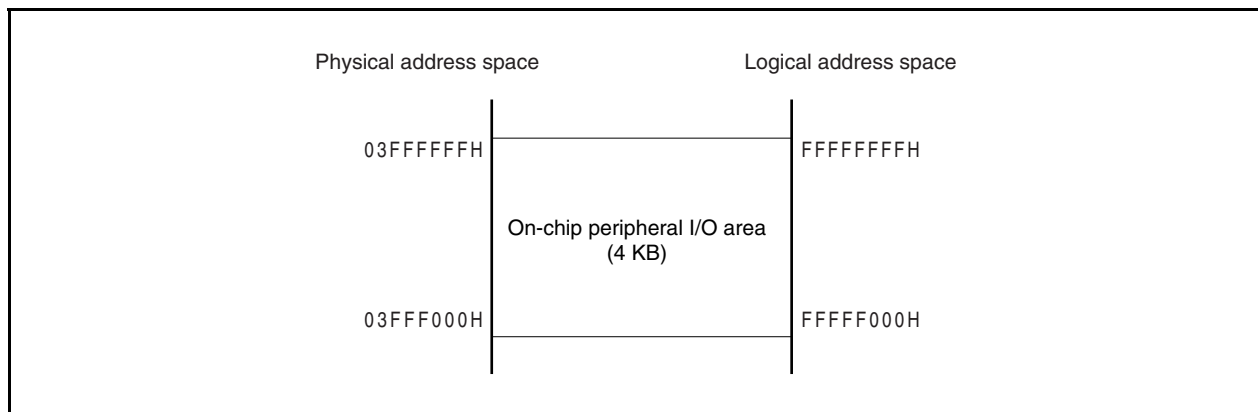 Physical address space
Logical address space
03FFFFFFH
FFFFFFFFH
On-chip peripheral I/O area
(4 KB)
03FFF000H
FFFFF000H